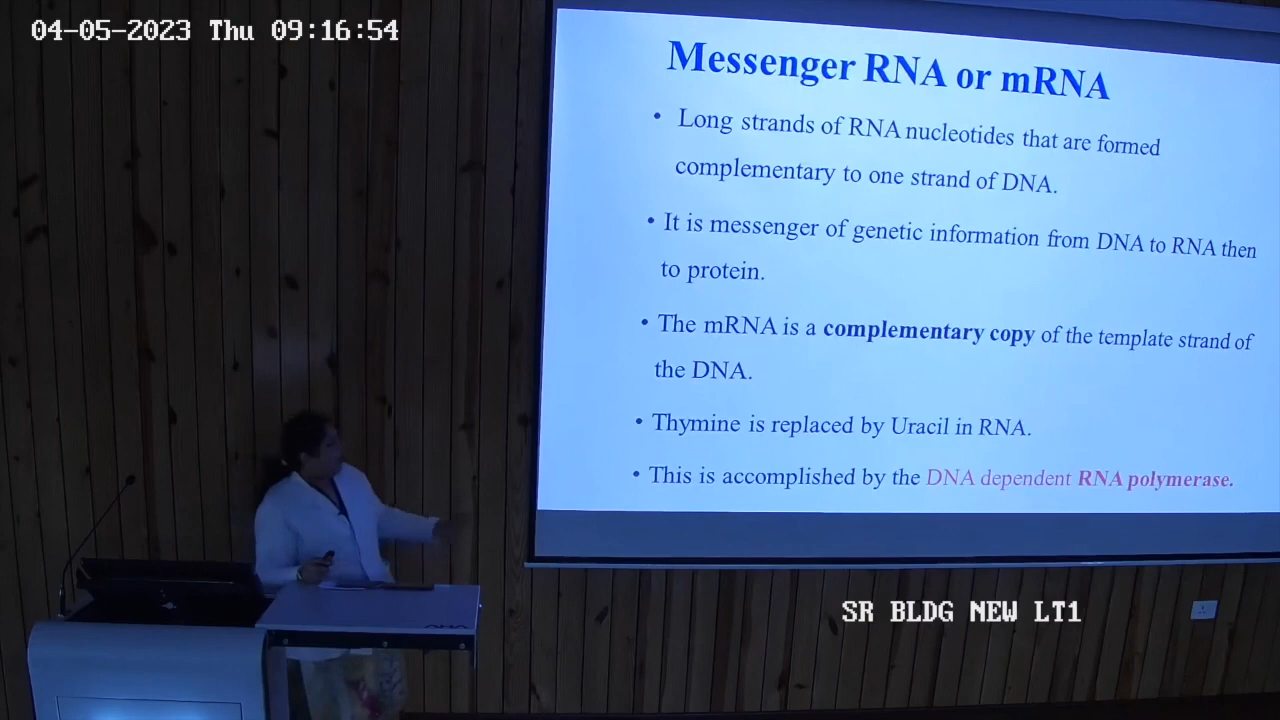 04-05-2023 Thu 09:16:54
Messenger RNA or mRNA
• Long strands of RNA nucleotides that are formed
complementary to one strand of DNA.
• It is messenger of genetic information from DNA to RNA then
to protein.
• The mRNA is a complementary copy of the template strand of
the DNA.
• Thymine is replaced by Uracil in RNA.
• This is accomplished by the DNA dependent RNA polymerase.
SR BLDG NEW LT1